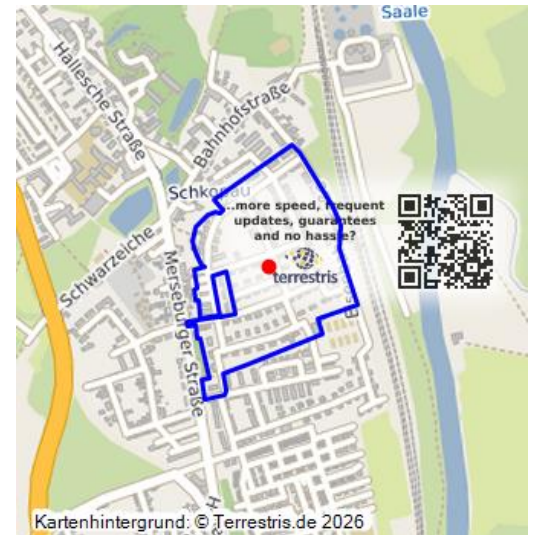 Saale
Hallesche Straße
Bahnhofstraße
Schkopau
...more speed, frequent
updates, guarantees
and no hassle?
terrestris
Schwarzeiche
Merseburger Straße
Kartenhintergrund: © Terrestris.de 2026